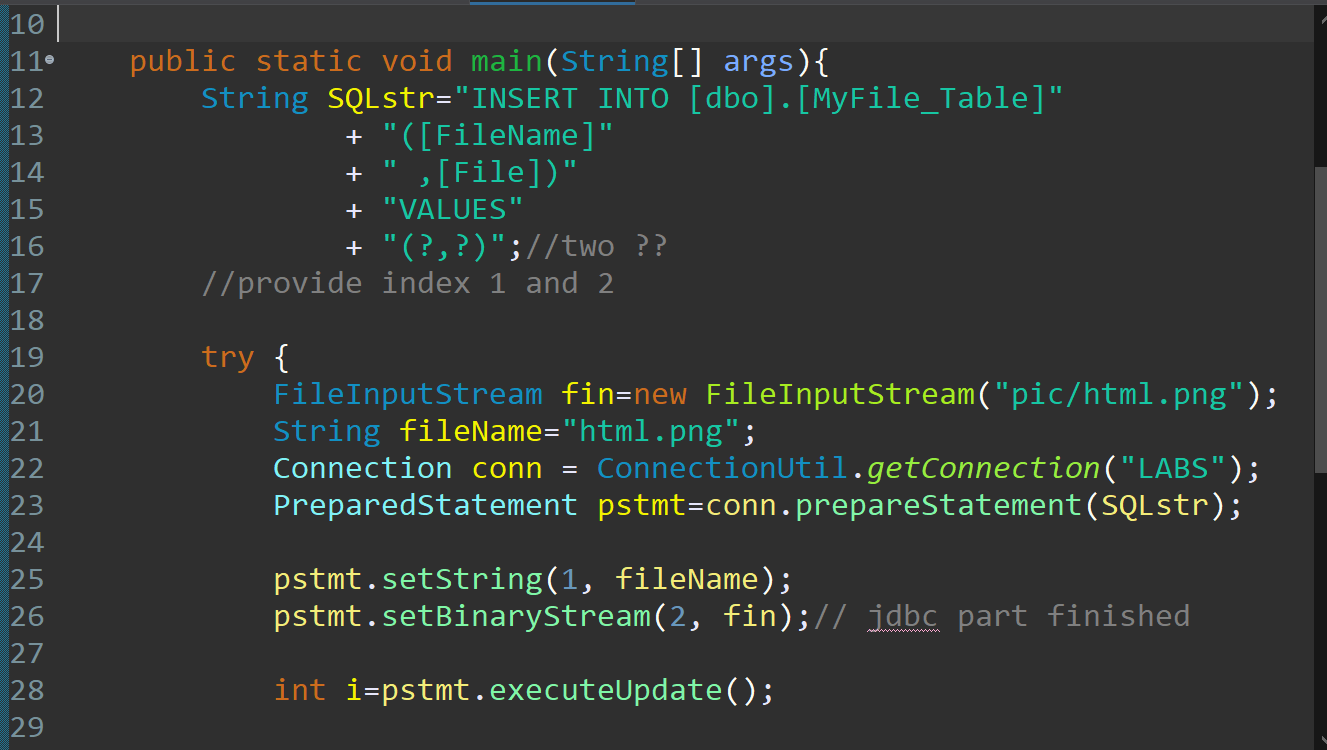 10
11 public static void main(String[] args){
12 String SQLstr="INSERT INTO [dbo].[MyFile_Table]"
13 + "([FileName]"
14 + " ,[File])"
15 + "VALUES"
16 + "(?,?)";//two ??
17 //provide index 1 and 2
18
19 try {
20 FileInputStream fin=new FileInputStream("pic/html.png");
21 String fileName="html.png";
22 Connection conn = ConnectionUtil.getConnection("LABS");
23 PreparedStatement pstmt=conn.prepareStatement(SQLstr);
24
25 pstmt.setString(1, fileName);
26 pstmt.setBinaryStream(2, fin);// jdbc part finished
27
28 int i=pstmt.executeUpdate();
29